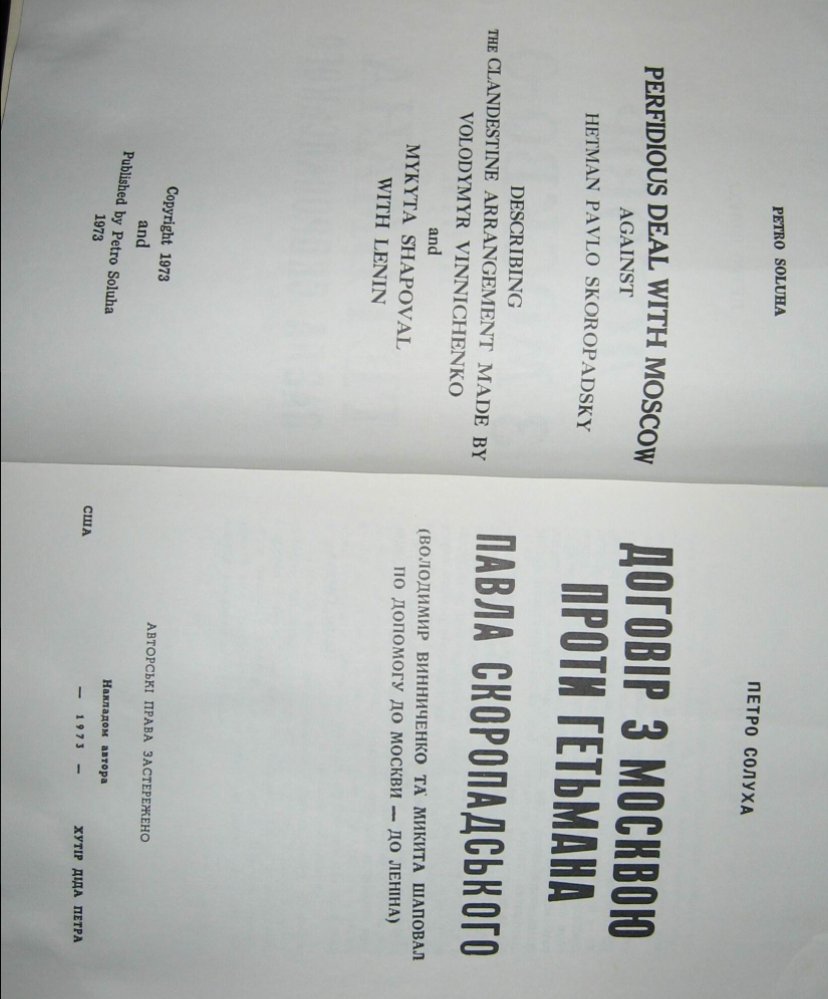 PETRO SOLUHA
PERFIDIOUS DEAL WITH MOSCOW
AGAINST
HETMAN PAVLO SKOROPADSKY
DESCRIBING
THE CLANDESTINE ARRANGEMENT MADE BY
VOLODYMYR VINNICHENKO
and
MYKYTA SHAPOVAL
WITH LENIN
Copyright 1973
and
Published by Petro Soluha
1973
ПЕТРО СОЛУХА
ДОГОВІР З МОСКВОЮ
ПРОТИ ГЕТЬМАНА
ПАВЛА СКОРОПАДСЬКОГО
(ВОЛОДИМИР ВИННИЧЕНКО ТА МИКИТА ШАПОВАЛ
ПО ДОПОМОГУ ДО МОСКВИ — ДО ЛЕНІНА)
АВТОРСЬКІ ПРАВА ЗАСТЕРЕЖЕНО
Накладом автора
США — 1973 — ХУТІР ДІДА ПЕТРА